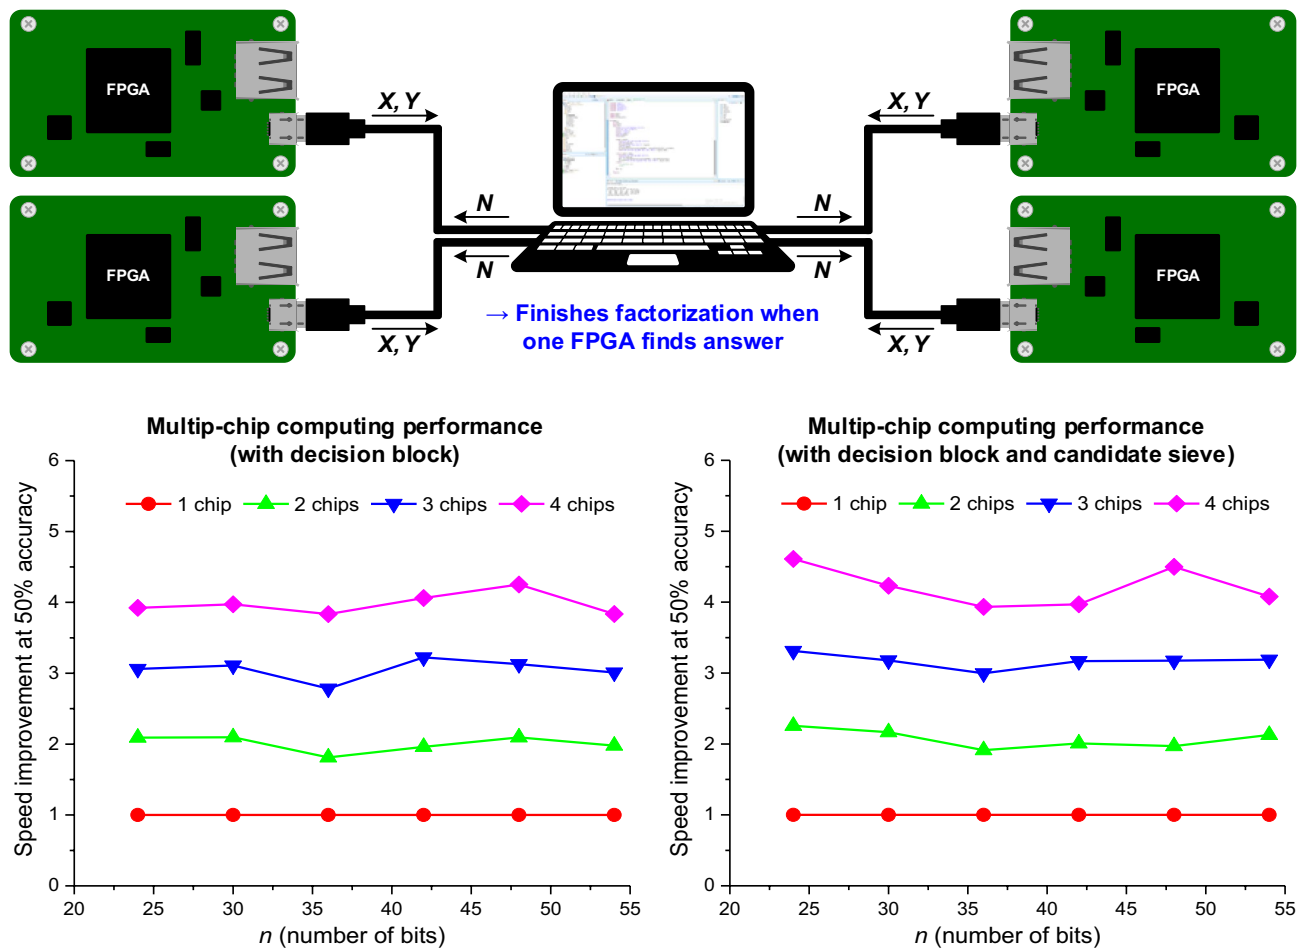 FPGA
X, Y
X, Y
FPGA
N
N
FPGA
N
N
FPGA
X, Y
X, Y
→ Finishes factorization when
one FPGA finds answer
Multip-chip computing performance
(with decision block)
1 chip
2 chips
3 chips
4 chips
Speed improvement at 50% accuracy
6
5
4
3
2
1
0
20
25
30
35
40
45
50
55
n (number of bits)
Multip-chip computing performance
(with decision block and candidate sieve)
1 chip
2 chips
3 chips
4 chips
Speed improvement at 50% accuracy
6
5
4
3
2
1
0
20
25
30
35
40
45
50
55
n (number of bits)